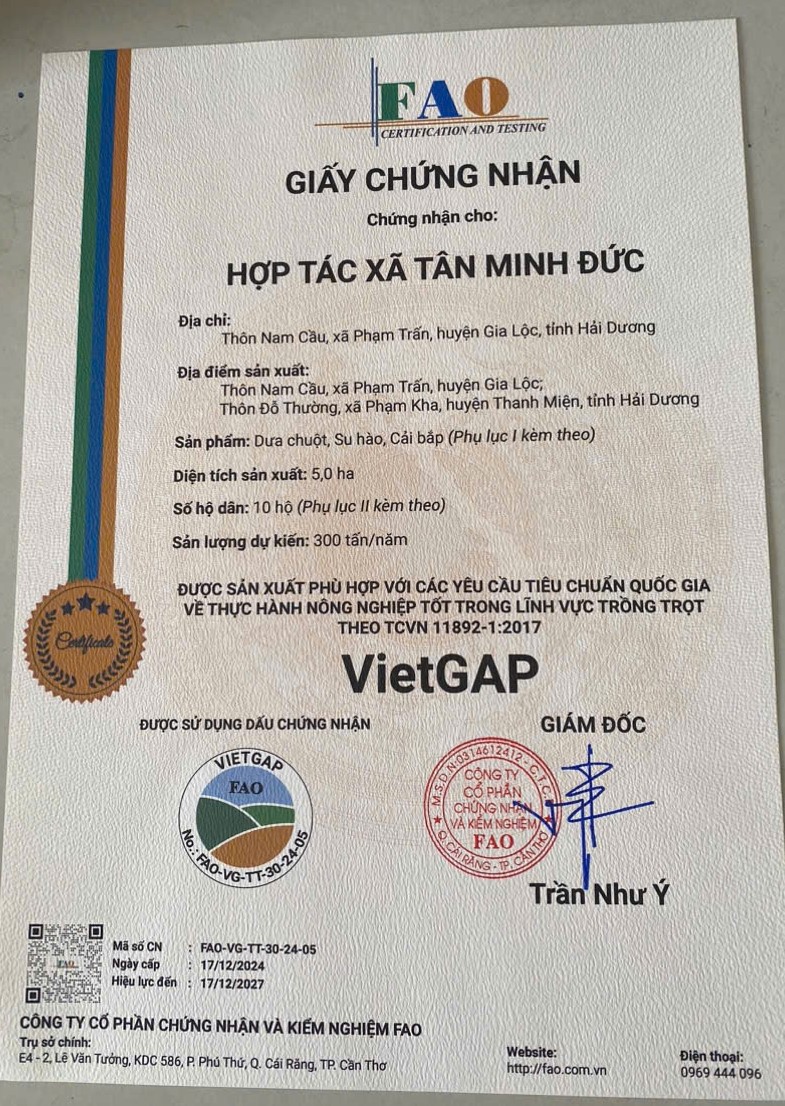 FAO
CERTIFICATION AND TESTING
GIẤY CHỨNG NHẬN
Chứng nhận cho:
HỢP TÁC XÃ TÂN MINH ĐỨC
Địa chỉ:
Thôn Nam Cầu, xã Phạm Trấn, huyện Gia Lộc, tỉnh Hải Dương
Địa điểm sản xuất:
Thôn Nam Cầu, xã Phạm Trấn, huyện Gia Lộc;
Thôn Đỗ Thường, xã Phạm Kha, huyện Thanh Miện, tỉnh Hải Dương
Sản phẩm: Dưa chuột, Su hào, Cải bắp (Phụ lục I kèm theo)
Diện tích sản xuất: 5,0 ha
Số hộ dân: 10 hộ (Phụ lục II kèm theo)
Sản lượng dự kiến: 300 tấn/năm
ĐƯỢC SẢN XUẤT PHÙ HỢP VỚI CÁC YÊU CẦU TIÊU CHUẨN QUỐC GIA
VỀ THỰC HÀNH NÔNG NGHIỆP TỐT TRONG LĨNH VỰC TRỒNG TRỌT
THEO TCVN 11892-1:2017
Certificate
VietGAP
ĐƯỢC SỬ DỤNG DẤU CHỨNG NHẬN
GIÁM ĐỐC
VIETGAP
FAO
No.: FAO-VG-TT-30-24-05
M.S.D.N:0314612412 - C.T.C.
CÔNG TY
CỔ PHẦN
CHỨNG NHẬN
VÀ KIỂM NGHIỆM
FAO
Q. CÁI RĂNG - TP. CẦN THƠ
Trần Như Ý
FAO
Mã số CN : FAO-VG-TT-30-24-05
Ngày cấp : 17/12/2024
Hiệu lực đến : 17/12/2027
CÔNG TY CỔ PHẦN CHỨNG NHẬN VÀ KIỂM NGHIỆM FAO
Trụ sở chính:
E4 - 2, Lê Văn Tưởng, KDC 586, P. Phú Thứ, Q. Cái Răng, TP. Cần Thơ
Website:
http://fao.com.vn
Điện thoại:
0969 444 096